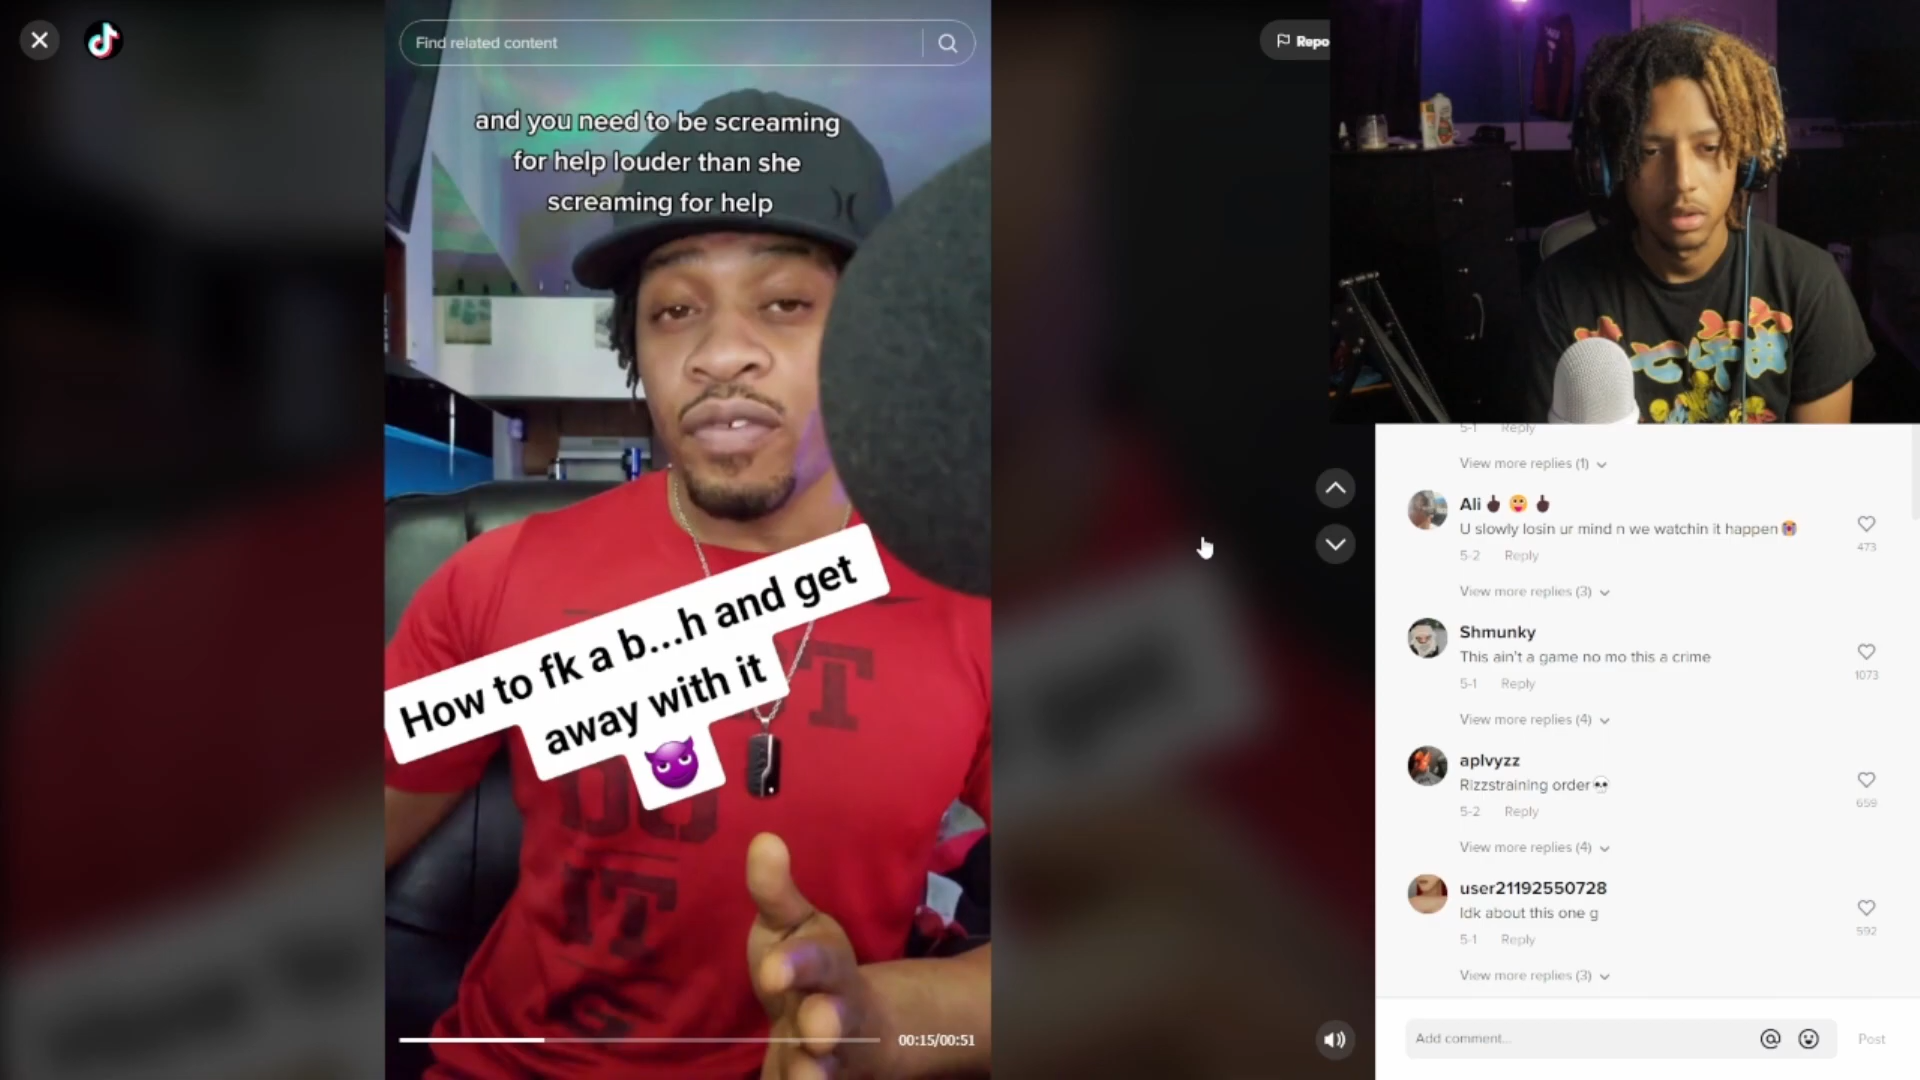 Find related content
Repo
and you need to be screaming
for help louder than she
screaming for help
How to fk a b...h and get
away with it
00:15/00:51
5-1 Reply
View more replies (1)
Ali
U slowly losin ur mind n we watchin it happen
473
5-2 Reply
View more replies (3)
Shmunky
This ain't a game no mo this a crime
1073
5-1 Reply
View more replies (4)
aplvyzz
Rizzstraining order
659
5-2 Reply
View more replies (4)
user21192550728
Idk about this one g
592
5-1 Reply
View more replies (3)
Add comment...
Post